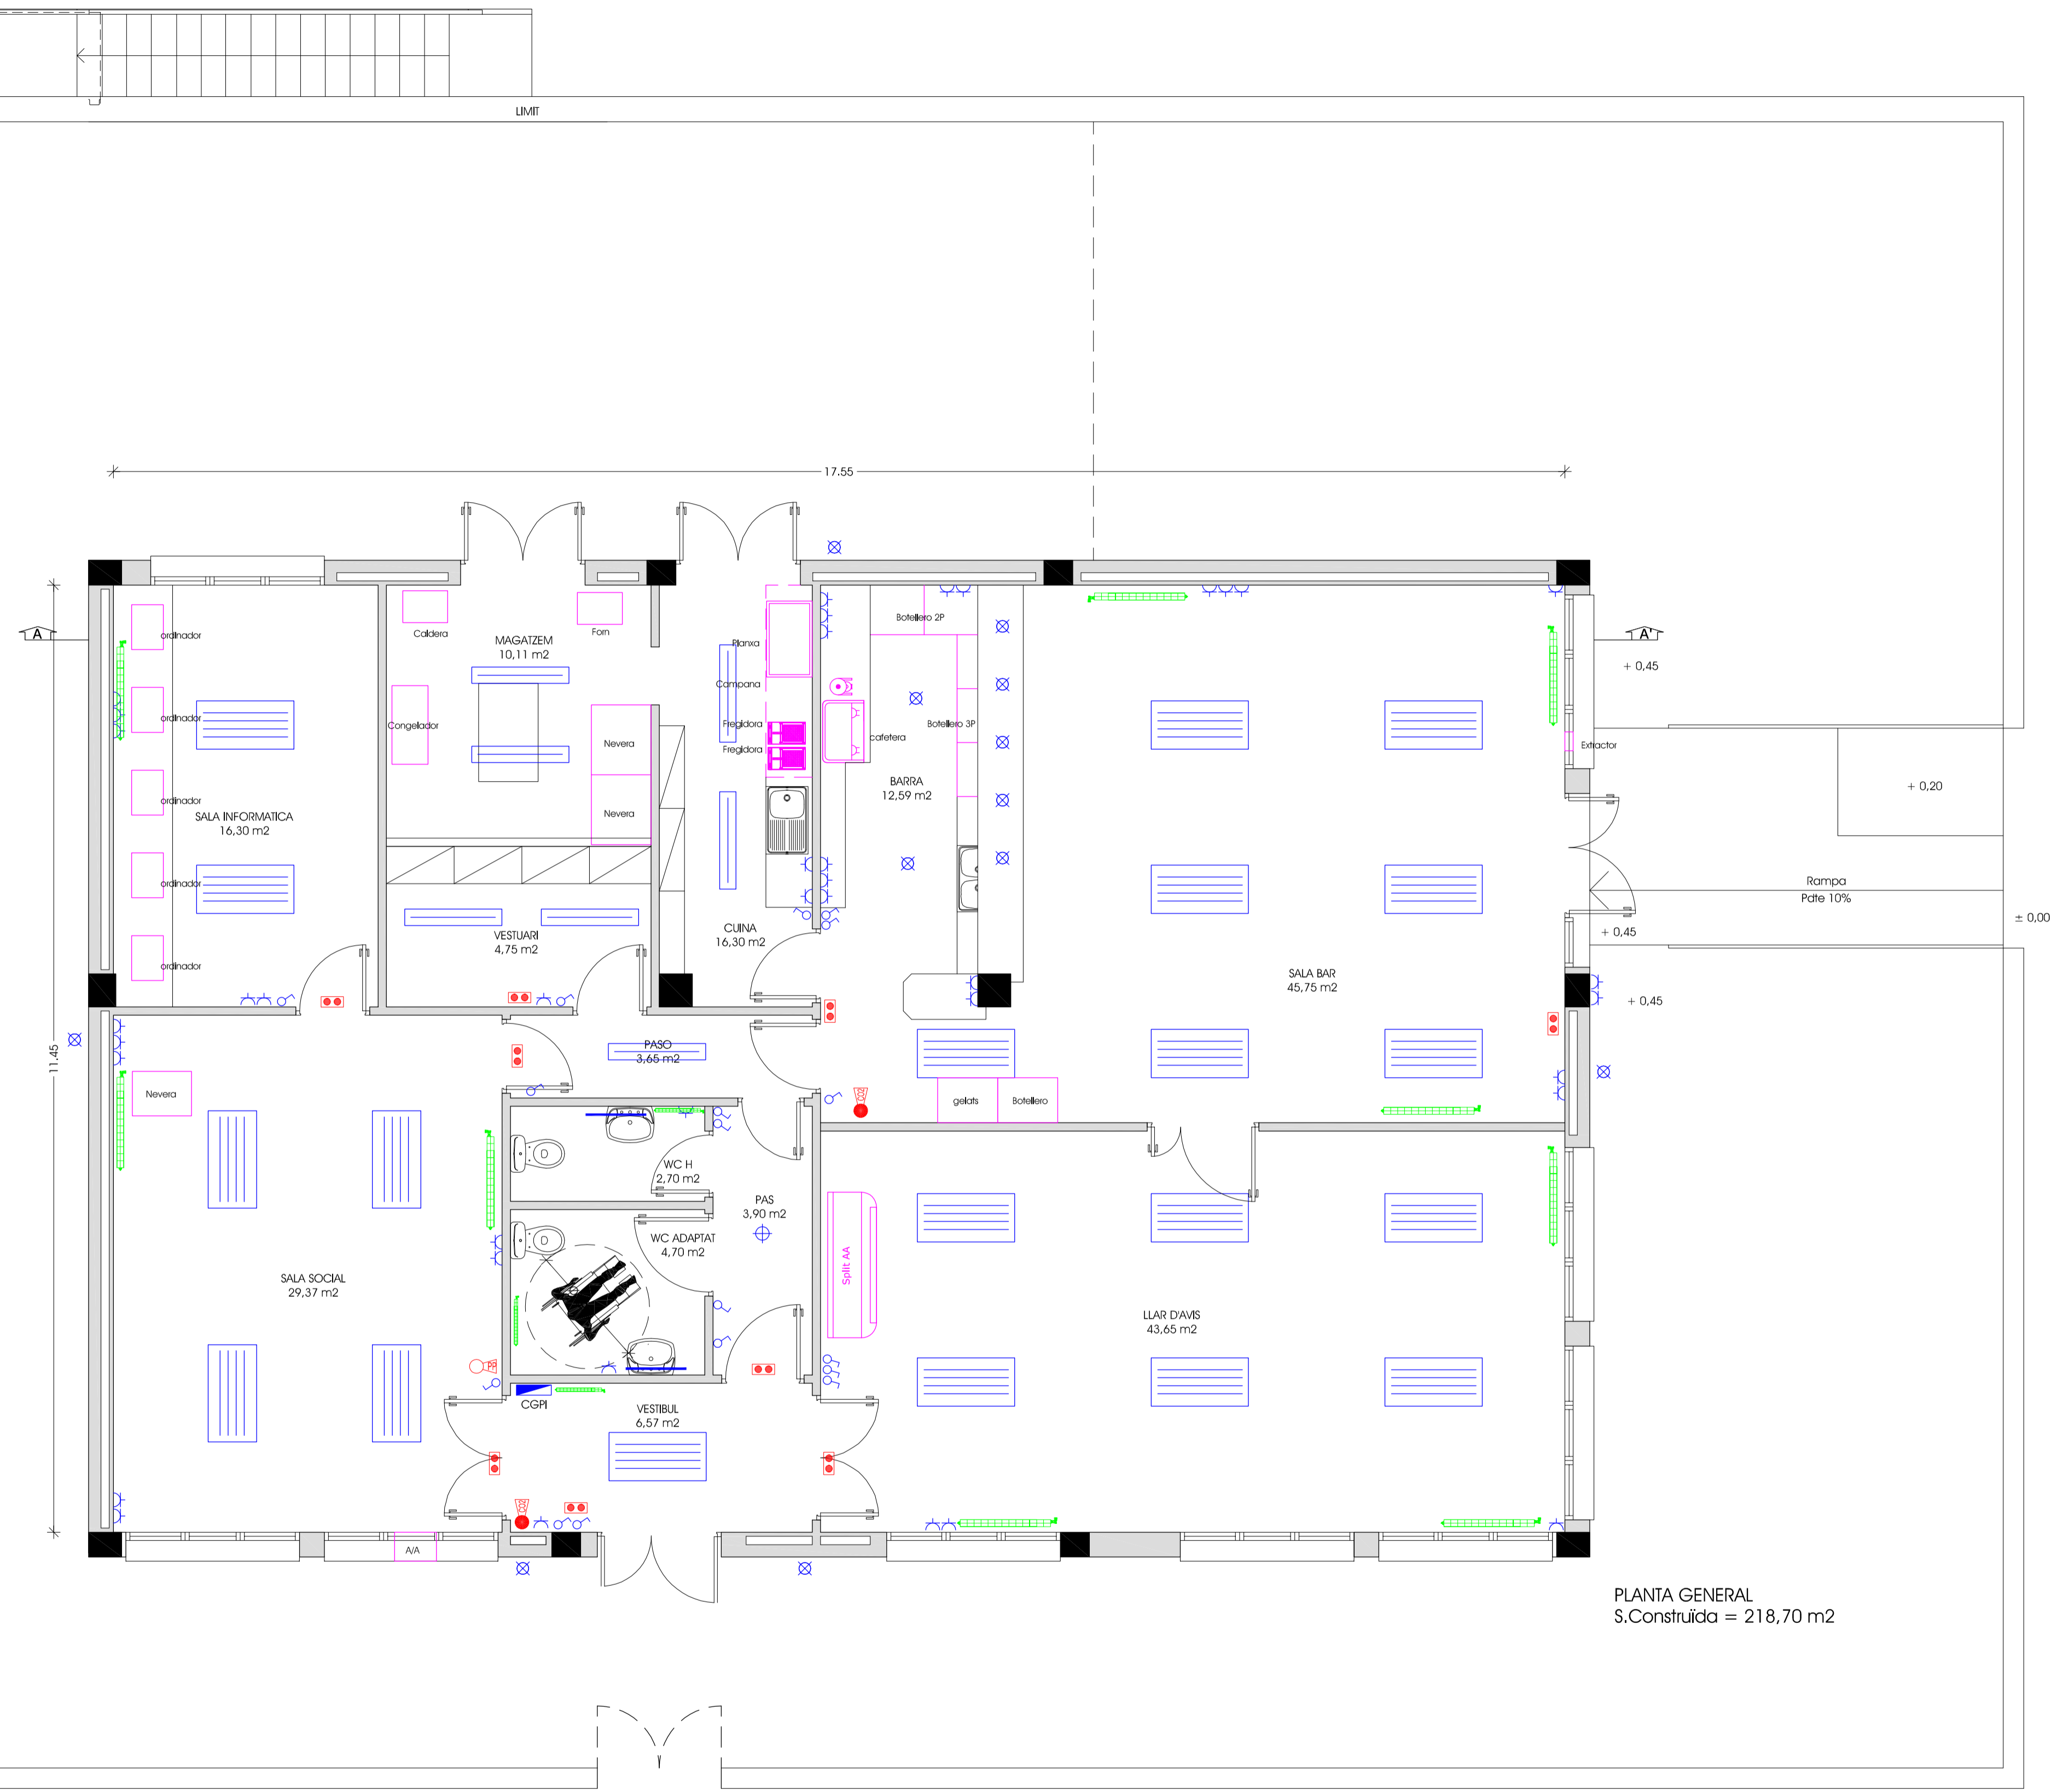 LIMIT
17.55
11.45
A
A'
+ 0,45
ordinador
ordinador
ordinador
ordinador
ordinador
SALA INFORMATICA
16,30 m2
Caldera
MAGATZEM
10,11 m2
Forn
Congelador
Nevera
Nevera
VESTUARI
4,75 m2
Planxa
Campana
Fregidora
Fregidora
CUINA
16,30 m2
Botellero 2P
Botellero 3P
cafetera
BARRA
12,59 m2
Extractor
+ 0,20
Rampa
Pdte 10%
± 0,00
+ 0,45
+ 0,45
SALA BAR
45,75 m2
PASO
3,65 m2
Nevera
CO2
gelats
Botellero
WC H
2,70 m2
PAS
3,90 m2
WC ADAPTAT
4,70 m2
Split AA
SALA SOCIAL
29,37 m2
LLAR D'AVIS
43,65 m2
CGPI
VESTIBUL
6,57 m2
CO2
A/A
PLANTA GENERAL
S.Construïda = 218,70 m2